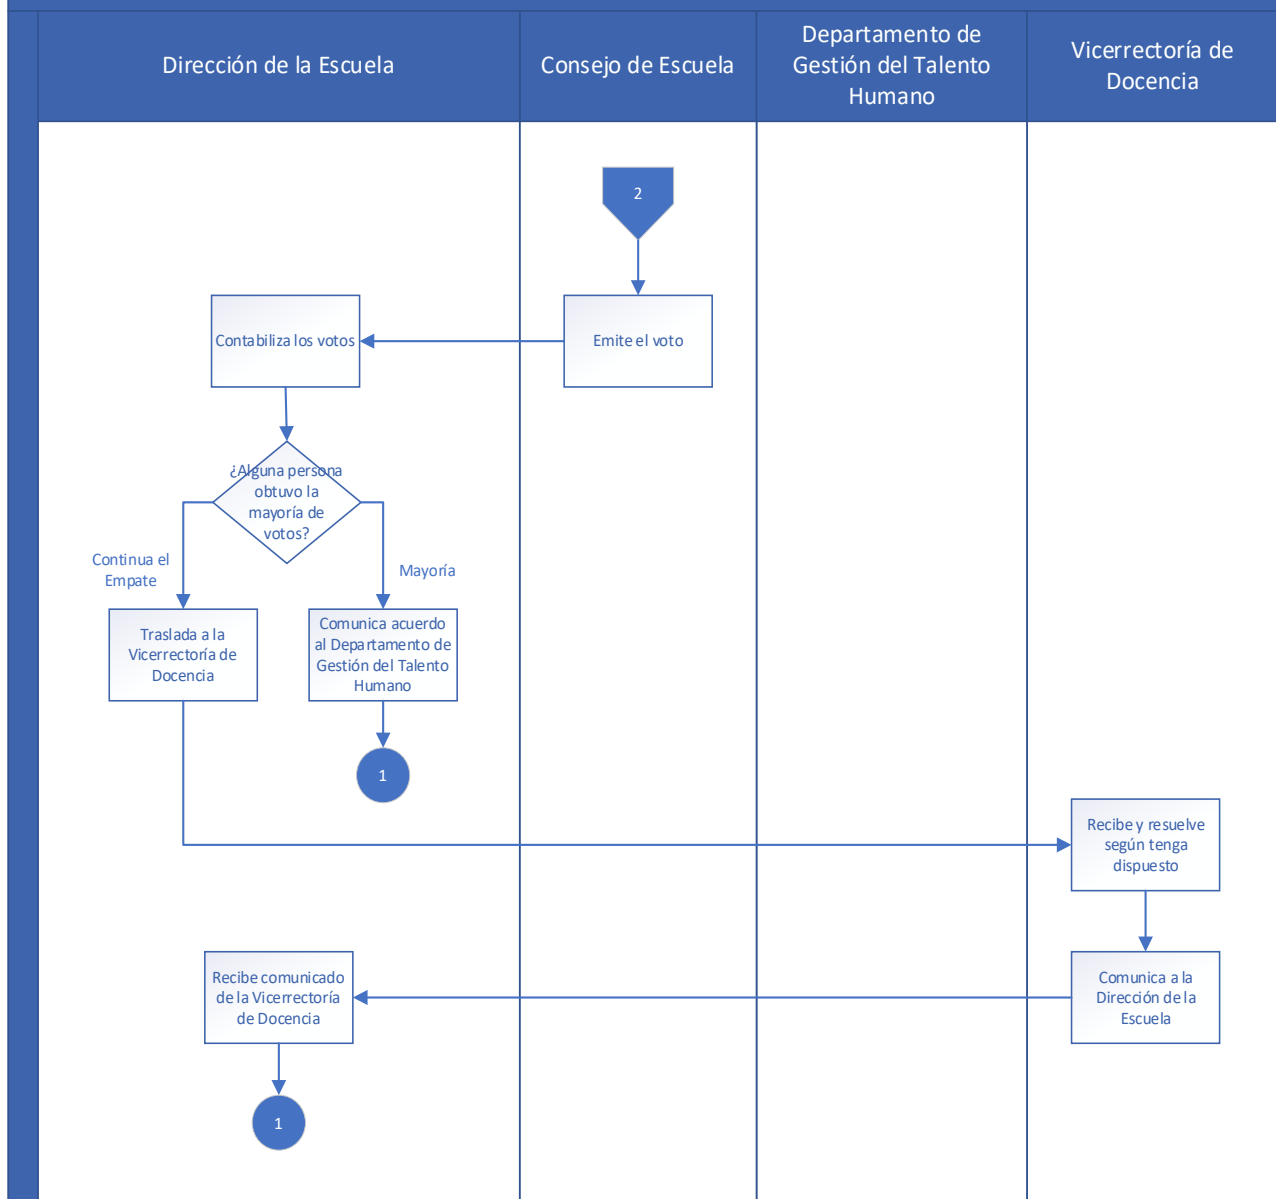 Dirección de la Escuela
Consejo de Escuela
Departamento de
Gestión del Talento
Humano
Vicerrectoría de
Docencia
2
Contabiliza los votos
Emite el voto
¿Alguna persona
obtuvo la
mayoría de
votos?
Continua el
Empate
Mayoría
Traslada a la
Vicerrectoría de
Docencia
Comunica acuerdo
al Departamento de
Gestión del Talento
Humano
1
Recibe y resuelve
según tenga
dispuesto
Recibe comunicado
de la Vicerrectoría
de Docencia
Comunica a la
Dirección de la
Escuela
1